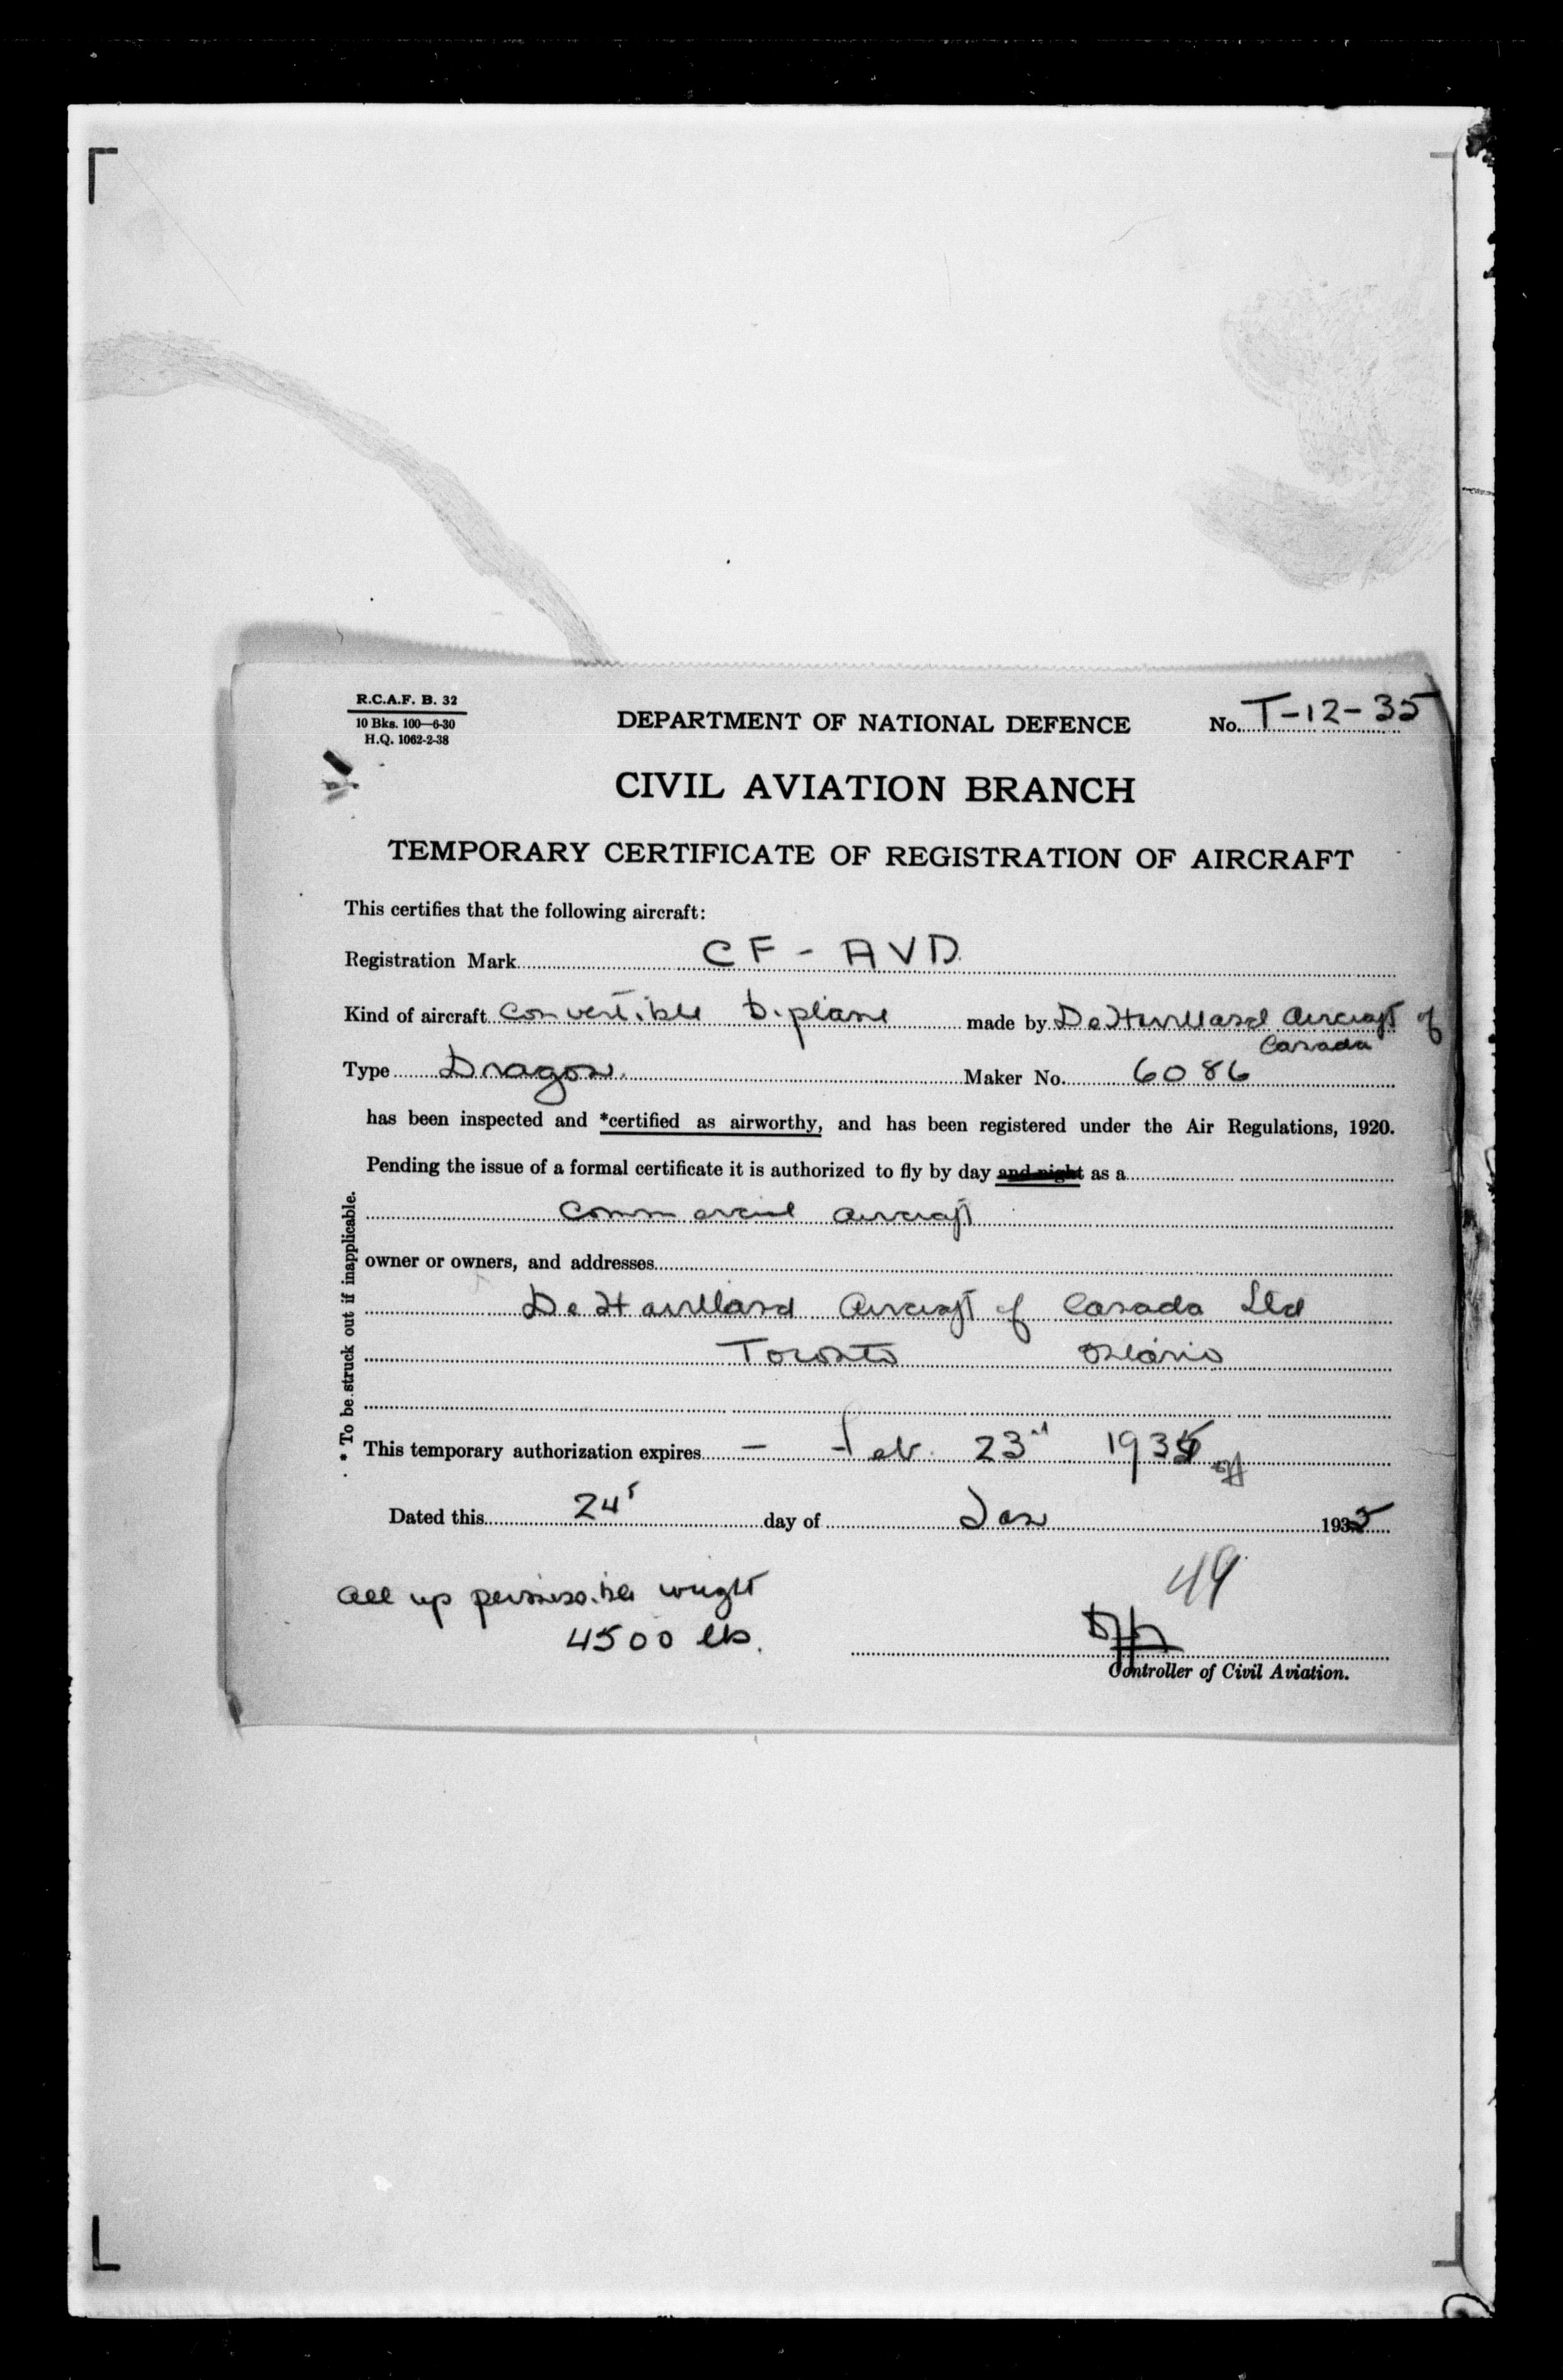 R.C.A.F. B. 32
10 Bks. 100—6-30
H.Q. 1062-2-38
DEPARTMENT OF NATIONAL DEFENCE
No. T-12-35
CIVIL AVIATION BRANCH
TEMPORARY CERTIFICATE OF REGISTRATION OF AIRCRAFT
This certifies that the following aircraft:
Registration Mark CF - AVD
Kind of aircraft Convertible Biplane made by DeHavilland Aircraft of Canada
Type Dragon. Maker No. 6086
has been inspected and *certified as airworthy, and has been registered under the Air Regulations, 1920.
Pending the issue of a formal certificate it is authorized to fly by day and night as a
Commercial Aircraft
owner or owners, and addresses
DeHavilland Aircraft of Canada Ltd
Toronto Ontario
* To be struck out if inapplicable.
This temporary authorization expires — Feb. 23rd 1935
Dated this 24th day of Jan 1935
49
All up permissible weight
4500 lbs.
Controller of Civil Aviation.